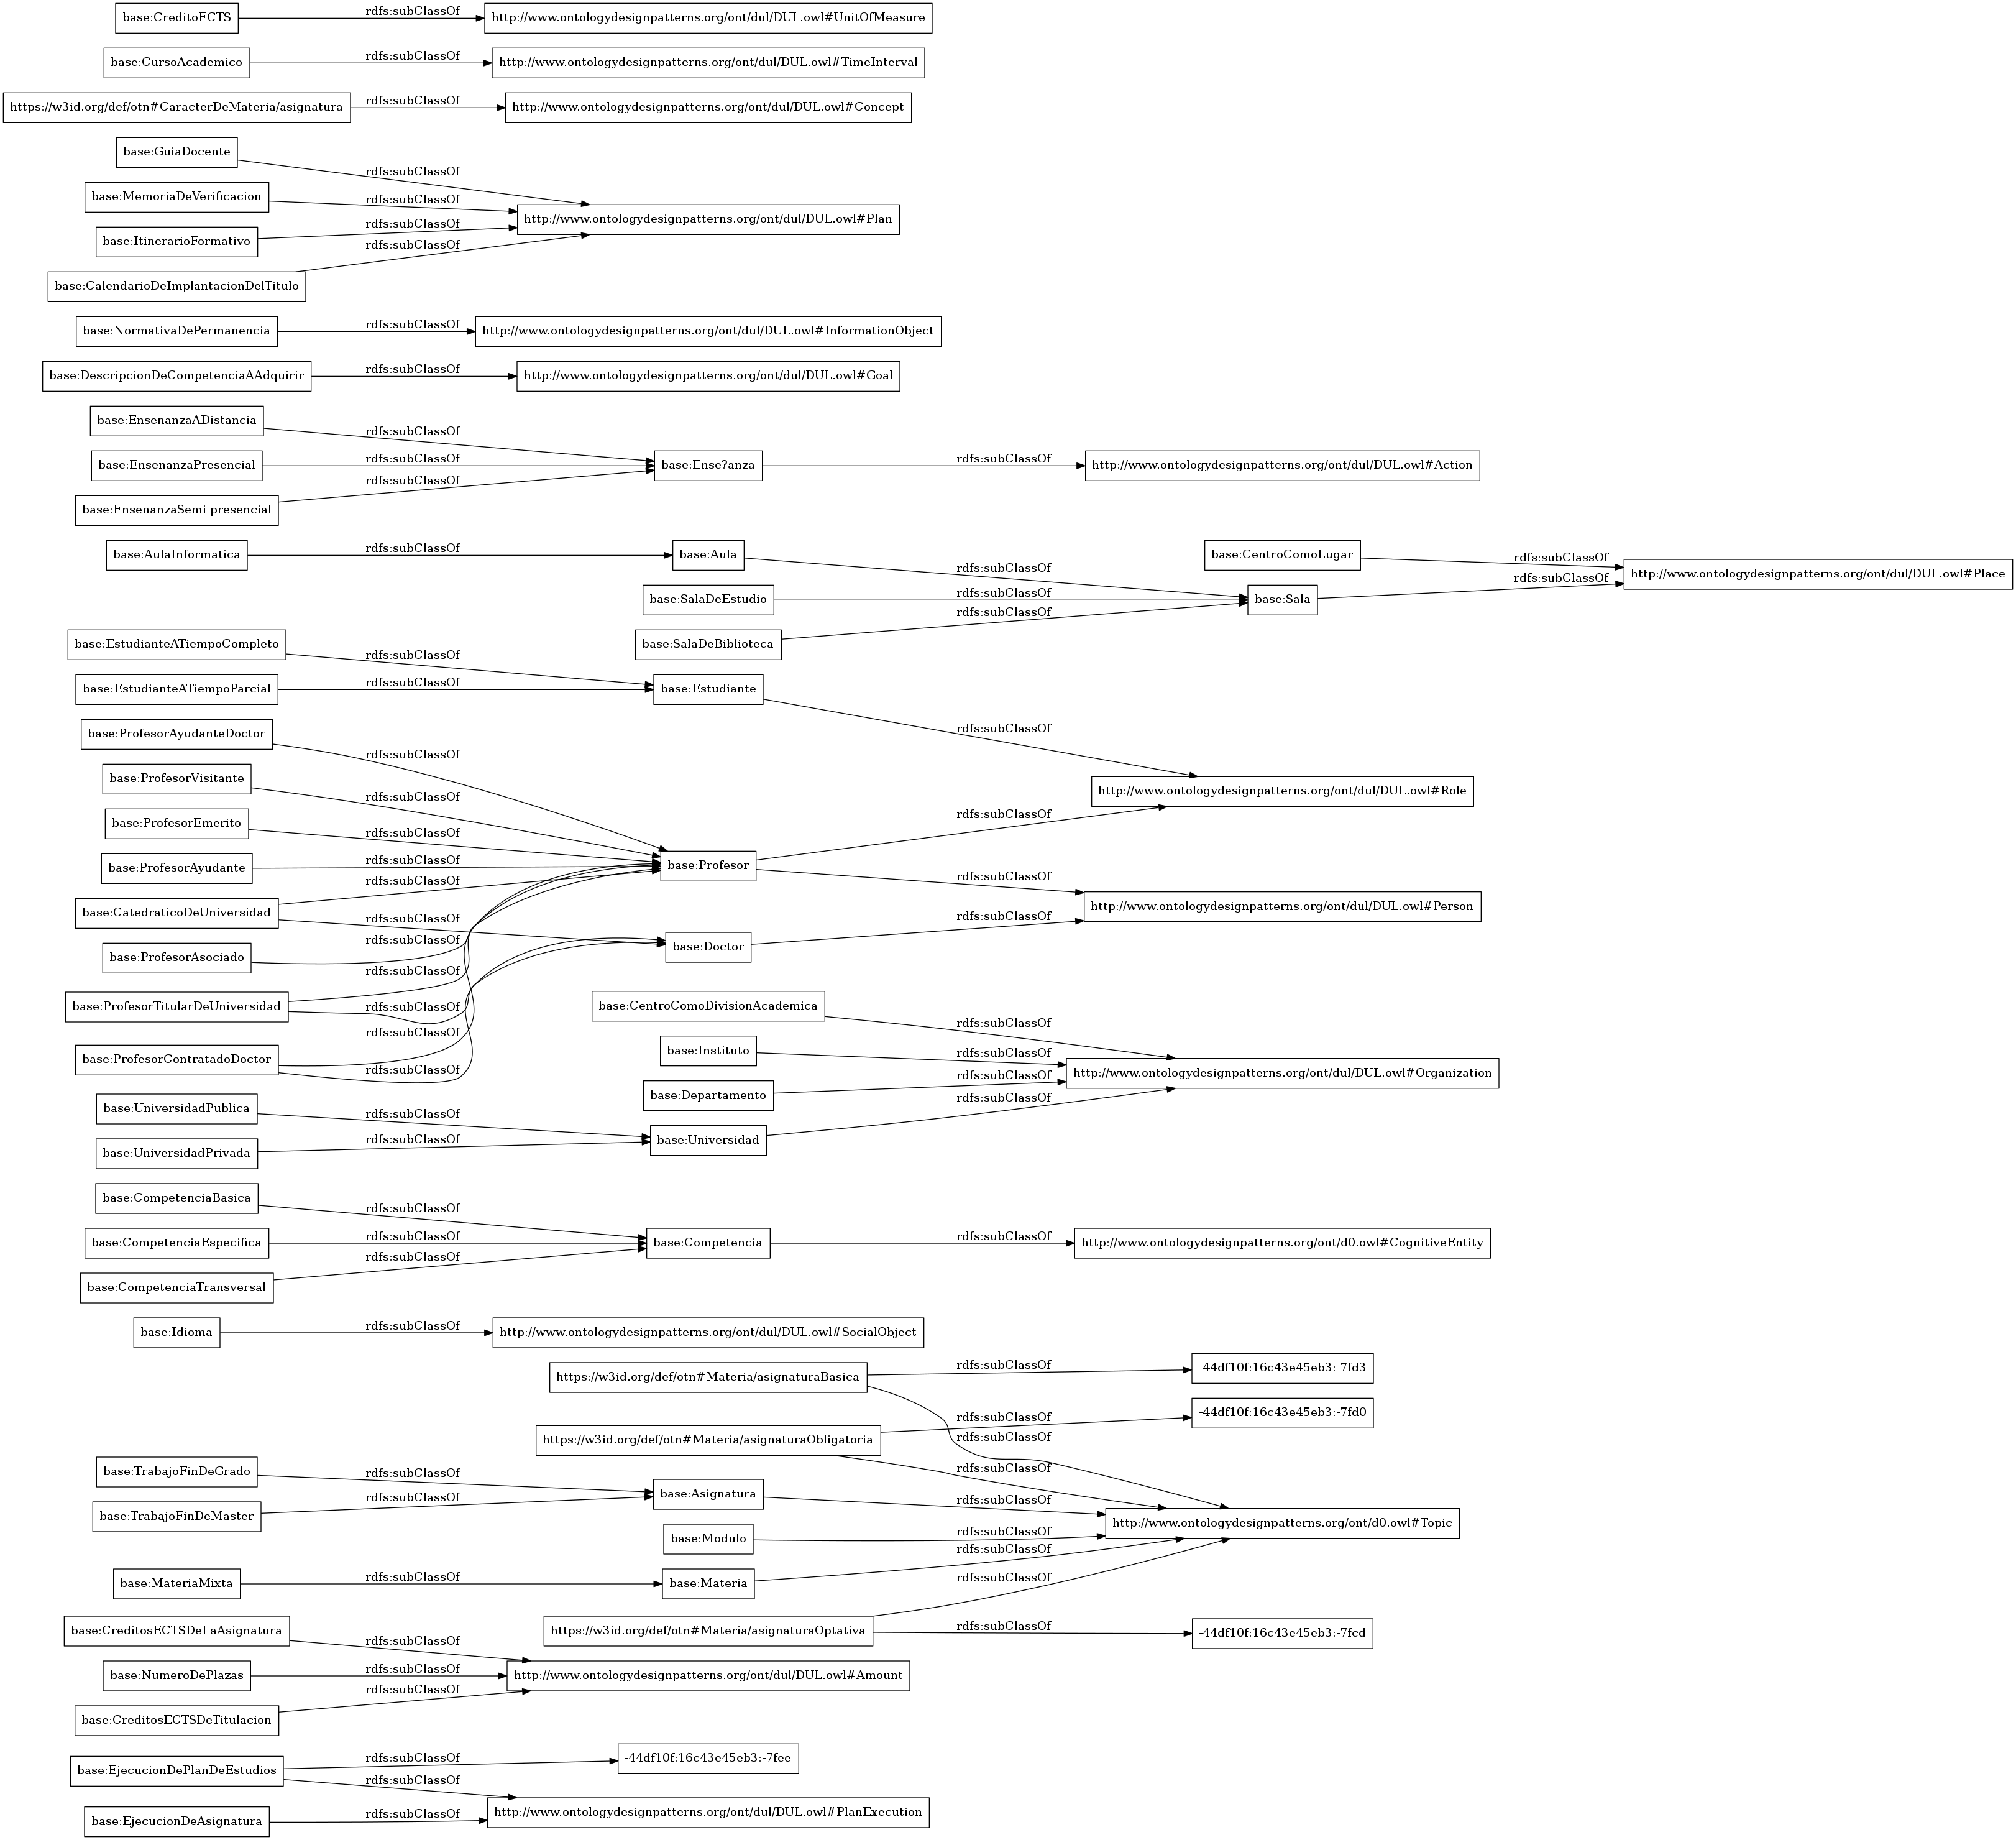 base:CreditoECTS rdfs:subClassOf http://www.ontologydesignpatterns.org/ont/dul/DUL.owl#UnitOfMeasure
base:CursoAcademico rdfs:subClassOf http://www.ontologydesignpatterns.org/ont/dul/DUL.owl#TimeInterval
https://w3id.org/def/otn#CaracterDeMateria/asignatura rdfs:subClassOf http://www.ontologydesignpatterns.org/ont/dul/DUL.owl#Concept
base:GuiaDocente
rdfs:subClassOf
base:MemoriaDeVerificacion rdfs:subClassOf
http://www.ontologydesignpatterns.org/ont/dul/DUL.owl#Plan
rdfs:subClassOf
base:ItinerarioFormativo
rdfs:subClassOf
base:CalendarioDeImplantacionDelTitulo
base:NormativaDePermanencia rdfs:subClassOf http://www.ontologydesignpatterns.org/ont/dul/DUL.owl#InformationObject
base:DescripcionDeCompetenciaAAdquirir rdfs:subClassOf http://www.ontologydesignpatterns.org/ont/dul/DUL.owl#Goal
base:EnsenanzaADistancia
rdfs:subClassOf
base:EnsenanzaPresencial rdfs:subClassOf base:Ense?anza rdfs:subClassOf http://www.ontologydesignpatterns.org/ont/dul/DUL.owl#Action
rdfs:subClassOf
base:EnsenanzaSemi-presencial
base:AulaInformatica rdfs:subClassOf base:Aula rdfs:subClassOf base:CentroComoLugar rdfs:subClassOf
http://www.ontologydesignpatterns.org/ont/dul/DUL.owl#Place
rdfs:subClassOf
base:SalaDeEstudio rdfs:subClassOf base:Sala
rdfs:subClassOf
base:SalaDeBiblioteca
base:EstudianteATiempoCompleto
rdfs:subClassOf
base:EstudianteATiempoParcial rdfs:subClassOf base:Estudiante
rdfs:subClassOf
base:ProfesorAyudanteDoctor
rdfs:subClassOf
base:ProfesorVisitante
http://www.ontologydesignpatterns.org/ont/dul/DUL.owl#Role
rdfs:subClassOf
rdfs:subClassOf
base:ProfesorEmerito
rdfs:subClassOf
base:ProfesorAyudante rdfs:subClassOf base:Profesor
rdfs:subClassOf
rdfs:subClassOf
http://www.ontologydesignpatterns.org/ont/dul/DUL.owl#Person
base:CatedraticoDeUniversidad
rdfs:subClassOf rdfs:subClassOf
rdfs:subClassOf
base:Doctor
base:ProfesorAsociado
rdfs:subClassOf
base:ProfesorTitularDeUniversidad rdfs:subClassOf
base:CentroComoDivisionAcademica
rdfs:subClassOf
rdfs:subClassOf
base:ProfesorContratadoDoctor
base:Instituto rdfs:subClassOf
rdfs:subClassOf
http://www.ontologydesignpatterns.org/ont/dul/DUL.owl#Organization
rdfs:subClassOf
base:Departamento
rdfs:subClassOf
base:UniversidadPublica
rdfs:subClassOf
base:Universidad
rdfs:subClassOf
base:UniversidadPrivada
base:CompetenciaBasica
rdfs:subClassOf
base:CompetenciaEspecifica rdfs:subClassOf base:Competencia rdfs:subClassOf http://www.ontologydesignpatterns.org/ont/d0.owl#CognitiveEntity
rdfs:subClassOf
base:CompetenciaTransversal
base:Idioma rdfs:subClassOf http://www.ontologydesignpatterns.org/ont/dul/DUL.owl#SocialObject
https://w3id.org/def/otn#Materia/asignaturaBasica rdfs:subClassOf -44df10f:16c43e45eb3:-7fd3
rdfs:subClassOf -44df10f:16c43e45eb3:-7fd0
https://w3id.org/def/otn#Materia/asignaturaObligatoria rdfs:subClassOf
rdfs:subClassOf
base:TrabajoFinDeGrado rdfs:subClassOf
base:Asignatura rdfs:subClassOf
rdfs:subClassOf
base:TrabajoFinDeMaster
http://www.ontologydesignpatterns.org/ont/d0.owl#Topic
base:Modulo rdfs:subClassOf
rdfs:subClassOf
base:MateriaMixta rdfs:subClassOf base:Materia
rdfs:subClassOf
base:CreditosECTSDeLaAsignatura
rdfs:subClassOf
https://w3id.org/def/otn#Materia/asignaturaOptativa rdfs:subClassOf -44df10f:16c43e45eb3:-7fcd
base:NumeroDePlazas rdfs:subClassOf http://www.ontologydesignpatterns.org/ont/dul/DUL.owl#Amount
rdfs:subClassOf
base:CreditosECTSDeTitulacion
base:EjecucionDePlanDeEstudios rdfs:subClassOf -44df10f:16c43e45eb3:-7fee
rdfs:subClassOf
base:EjecucionDeAsignatura rdfs:subClassOf http://www.ontologydesignpatterns.org/ont/dul/DUL.owl#PlanExecution